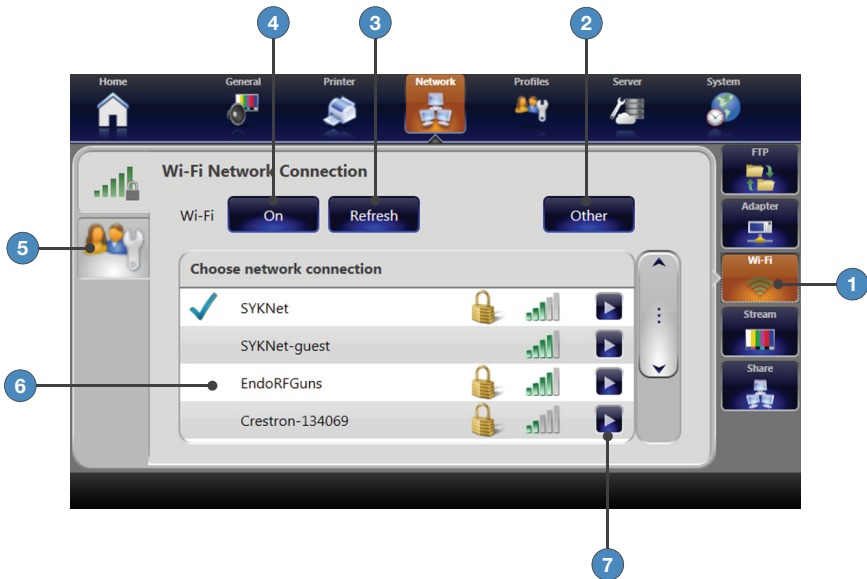 4
3
2
Home
General
Printer
Network
Profiles
Server
System
Wi-Fi Network Connection
FTP
Wi-Fi
On
Refresh
Other
Adapter
5
Choose network connection
Wi-Fi
1
SYKNet
SYKNet-guest
Stream
6
EndoRFGuns
Share
Crestron-134069
7